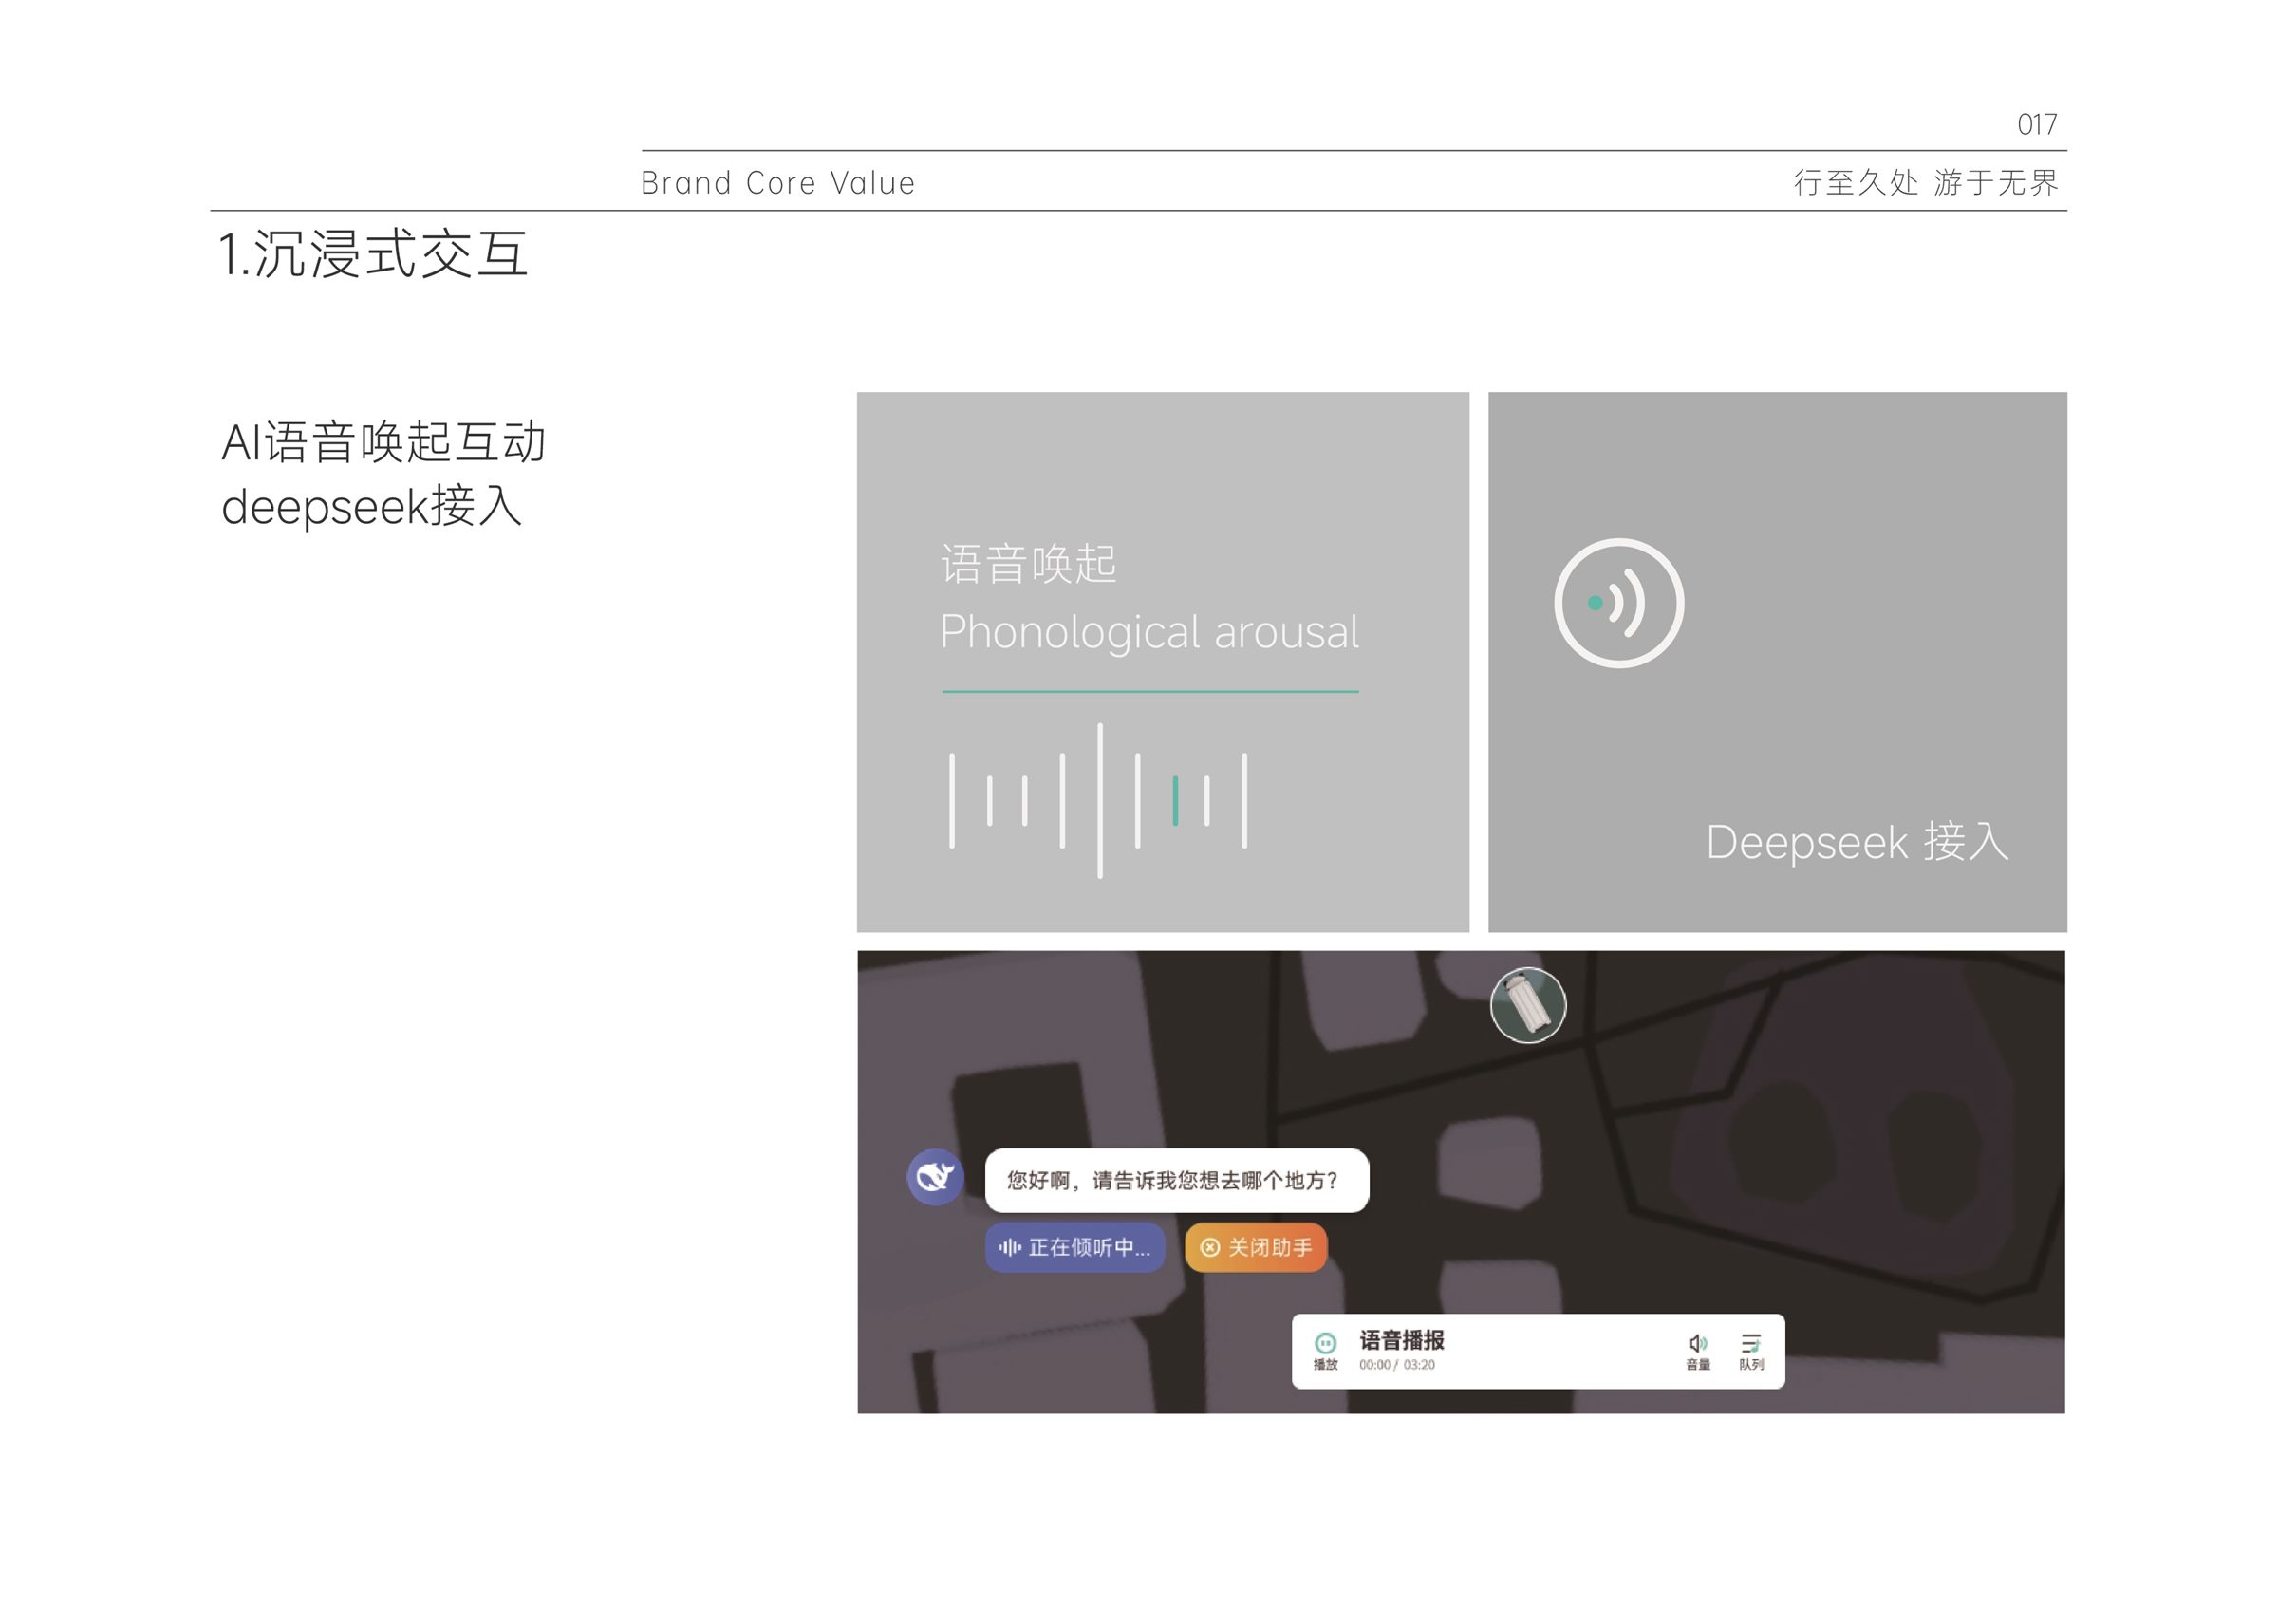 017
Brand Core Value
行至久处 游于无界
1.沉浸式交互
AI语音唤起互动
deepseek接入
语音唤起
Phonological arousal
Deepseek 接入
您好啊，请告诉我您想去哪个地方？
正在倾听中...
关闭助手
语音播报
播放
00:00 / 03:20
音量
队列